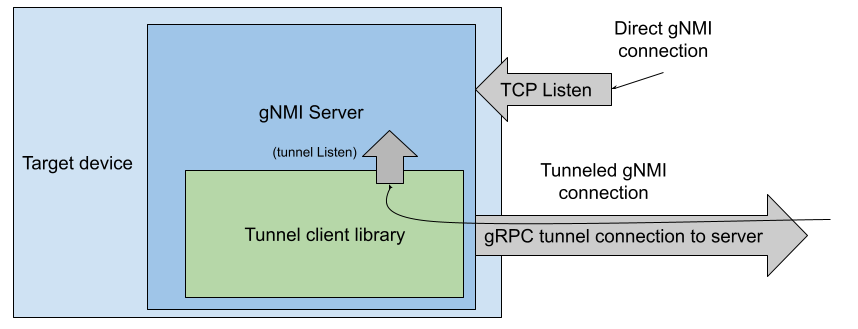 Direct gNMI
connection
TCP Listen
gNMI Server
(tunnel Listen)
Target device
Tunneled gNMI
connection
Tunnel client library
gRPC tunnel connection to server